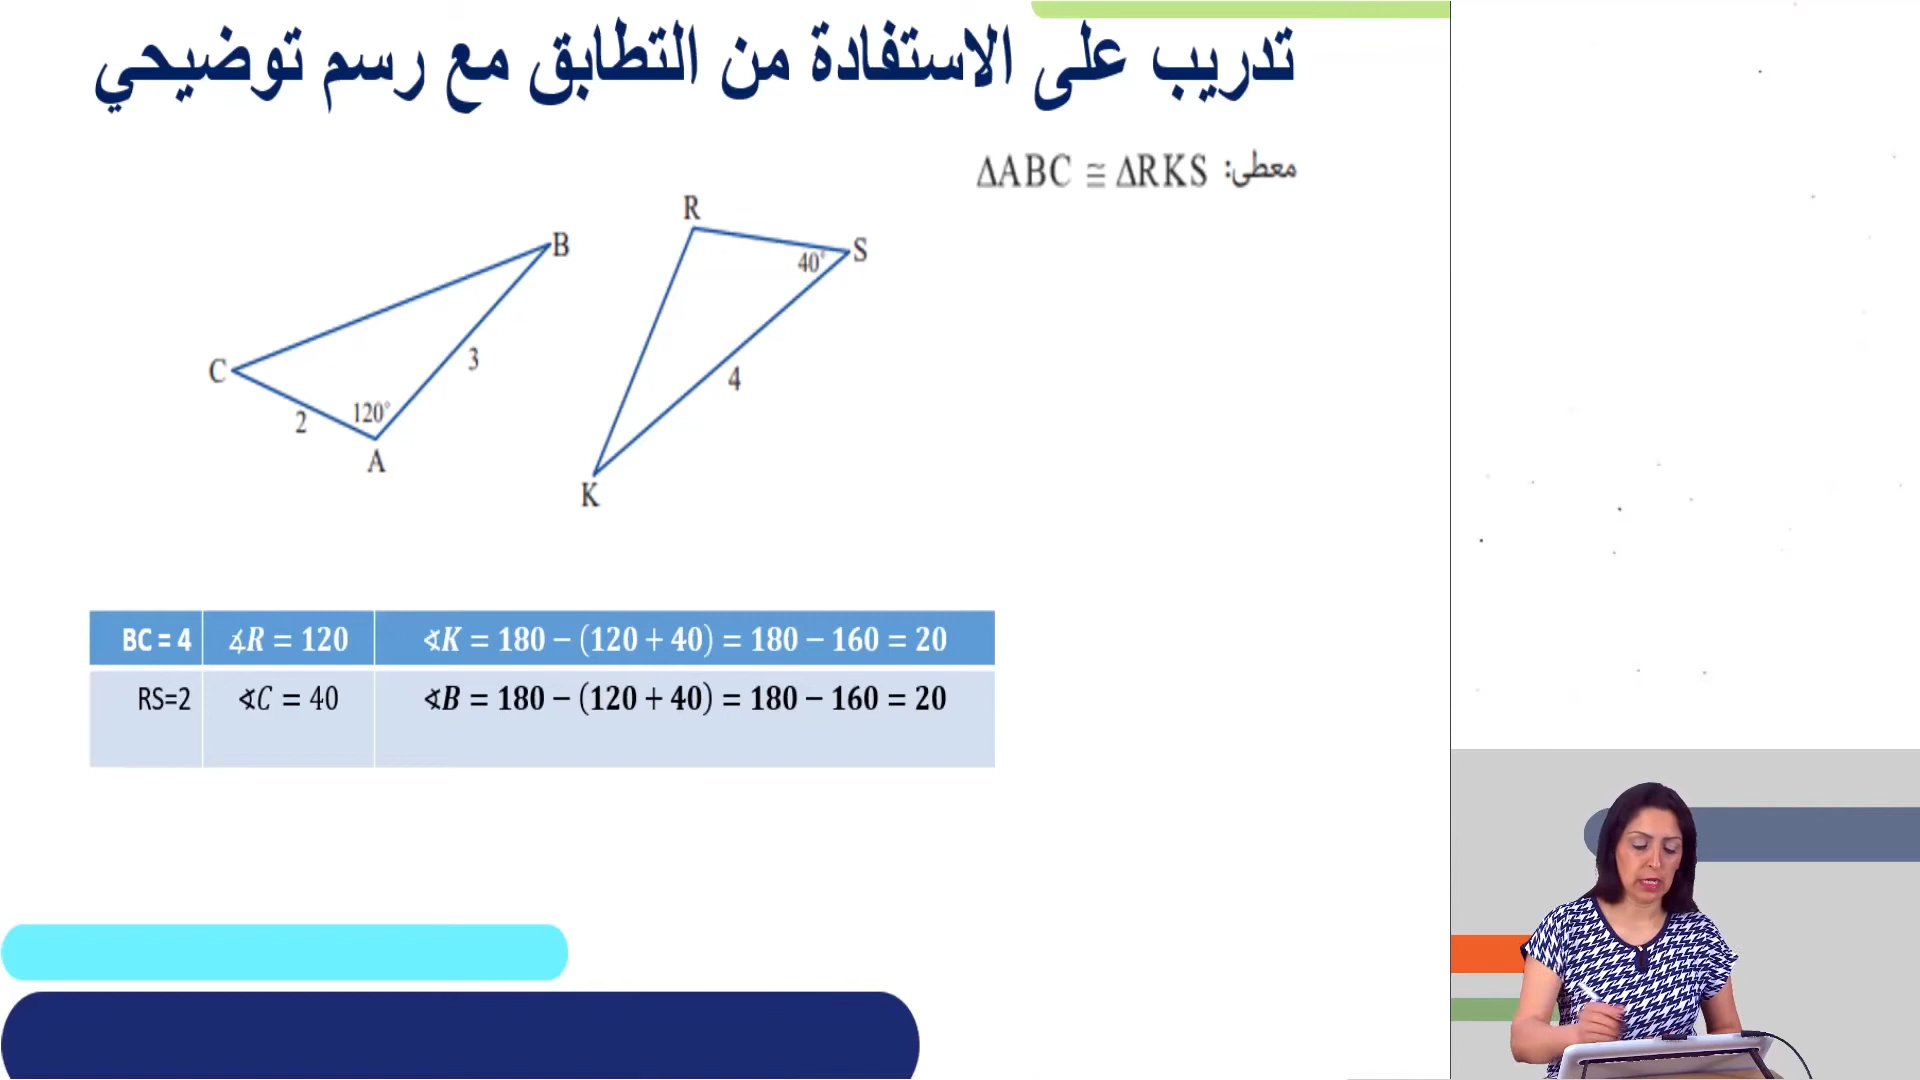 تدريب على الاستفادة من التطابق مع رسم توضيحي
معطى: ΔABC ≅ ΔRKS
R
B
S
40°
C
3
4
2
120°
A
K
BC = 4 ∡R = 120 ∢K = 180 − (120 + 40) = 180 − 160 = 20
RS=2 ∢C = 40 ∢B = 180 − (120 + 40) = 180 − 160 = 20